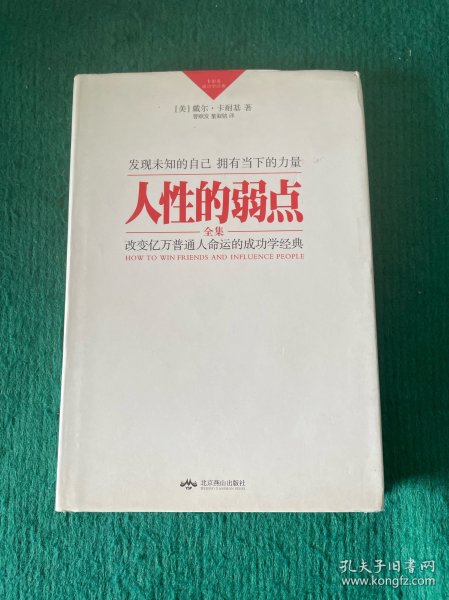 [美] 戴尔·卡耐基 著
发现未知的自己 拥有当下的力量
人性的弱点
全集
改变亿万普通人命运的成功学经典
HOW TO WIN FRIENDS AND INFLUENCE PEOPLE
北京燕山出版社
孔夫子旧书网
www.kongfz.com